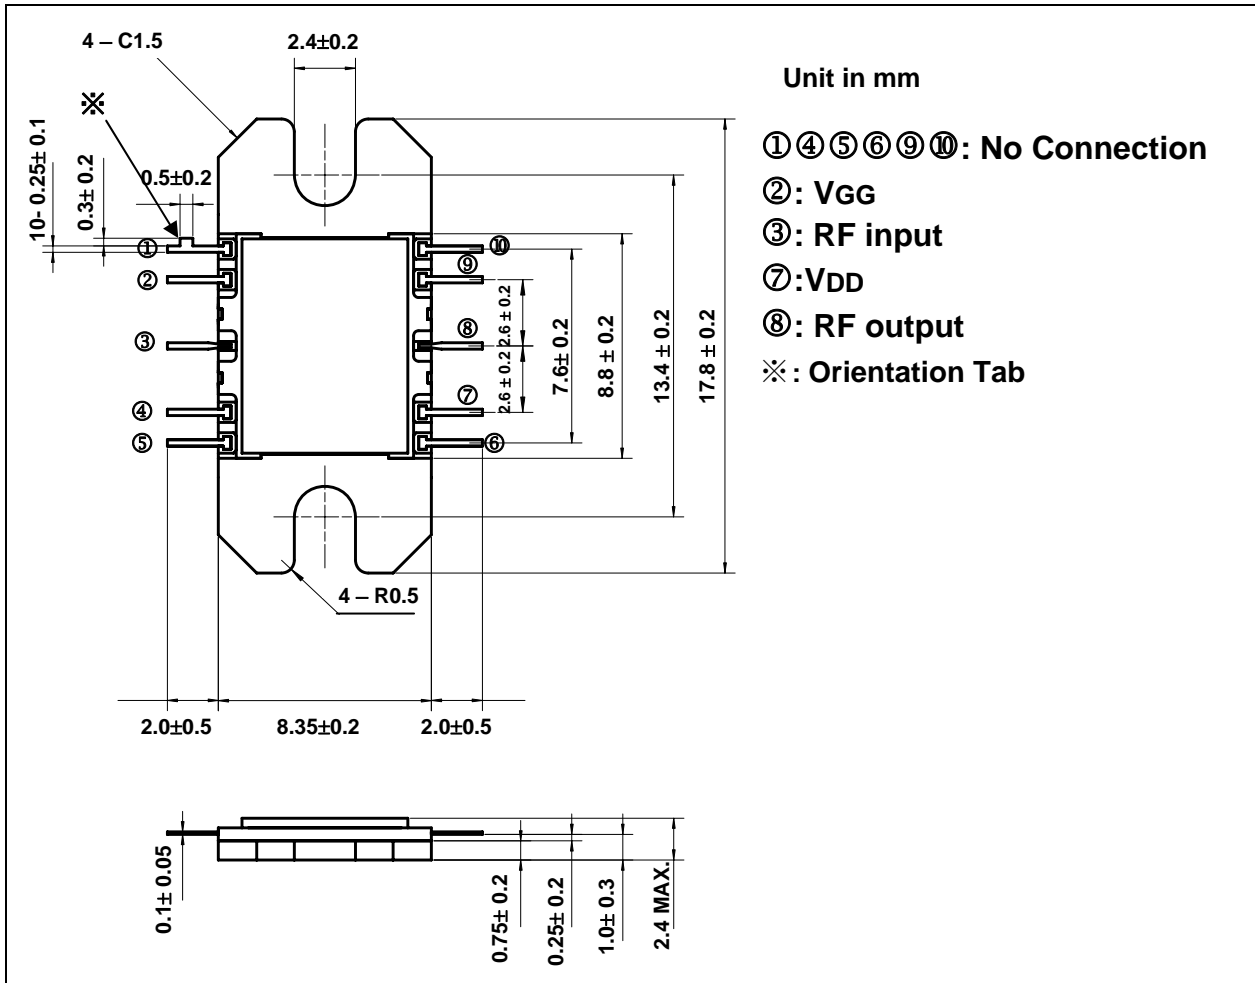 4 – C1.5
2.4±0.2
Unit in mm
※
10- 0.25± 0.1
0.3± 0.2
0.5±0.2
①④⑤⑥⑨⑩: No Connection
②: VGG
③: RF input
⑦:VDD
⑧: RF output
※: Orientation Tab
①
②
③
④
⑤
⑩
⑨
⑧
⑦
⑥
2.6 ± 0.2
2.6 ± 0.2
7.6± 0.2
8.8 ± 0.2
13.4 ± 0.2
17.8 ± 0.2
4 – R0.5
2.0±0.5
8.35±0.2
2.0±0.5
0.1± 0.05
0.75± 0.2
0.25± 0.2
1.0± 0.3
2.4 MAX.